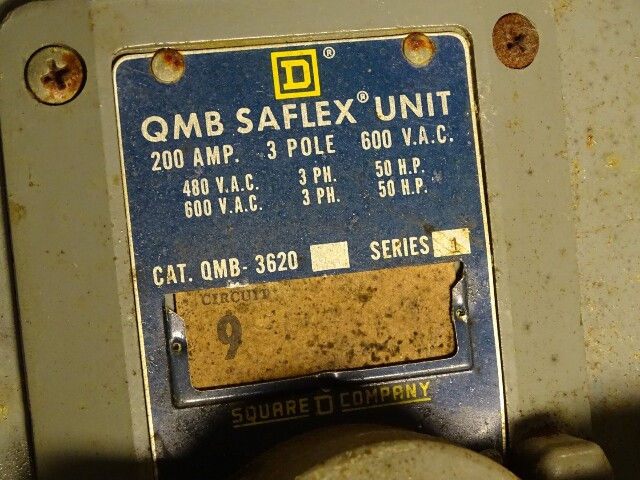 D®
QMB SAFLEX® UNIT
200 AMP. 3 POLE 600 V.A.C.
480 V.A.C. 3 PH. 50 H.P.
600 V.A.C. 3 PH. 50 H.P.
CAT. QMB-3620 SERIES 1
CIRCUIT
9
SQUARE D COMPANY